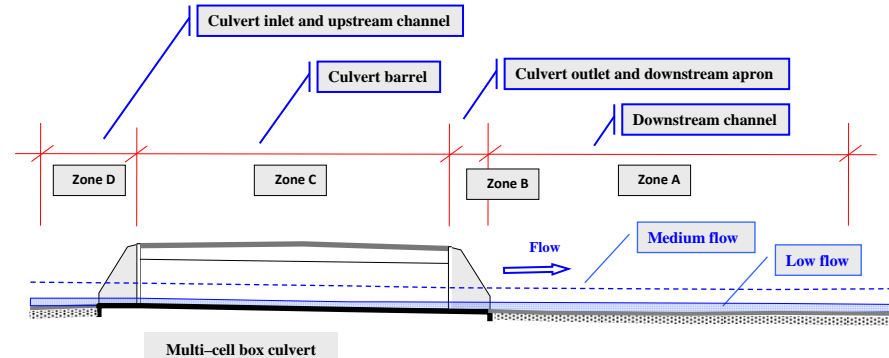 Culvert inlet and upstream channel
Culvert barrel
Culvert outlet and downstream apron
Downstream channel
Zone D
Zone C
Zone B
Zone A
Flow
Medium flow
Low flow
Multi–cell box culvert